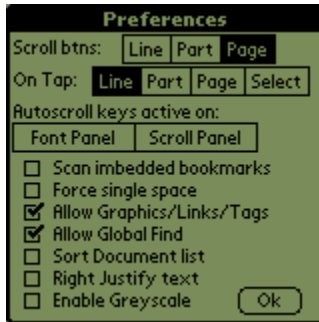 Preferences
Scroll btns: Line Part Page
On Tap: Line Part Page Select
Autoscroll keys active on:
Font Panel Scroll Panel
Scan imbedded bookmarks
Force single space
Allow Graphics/Links/Tags
Allow Global Find
Sort Document list
Right Justify text
Enable Greyscale Ok